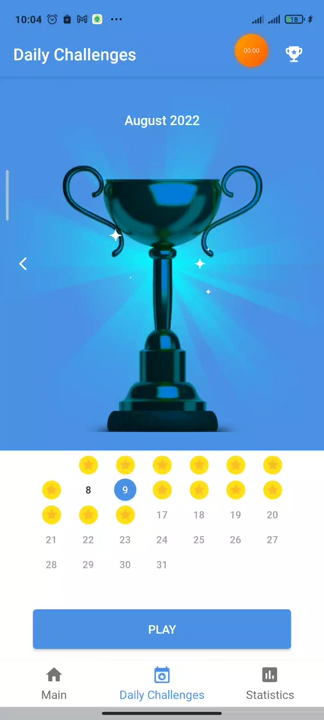 10:04
18
Daily Challenges
00:00
August 2022
8 9
17 18 19 20
21 22 23 24 25 26 27
28 29 30 31
PLAY
Main Daily Challenges Statistics